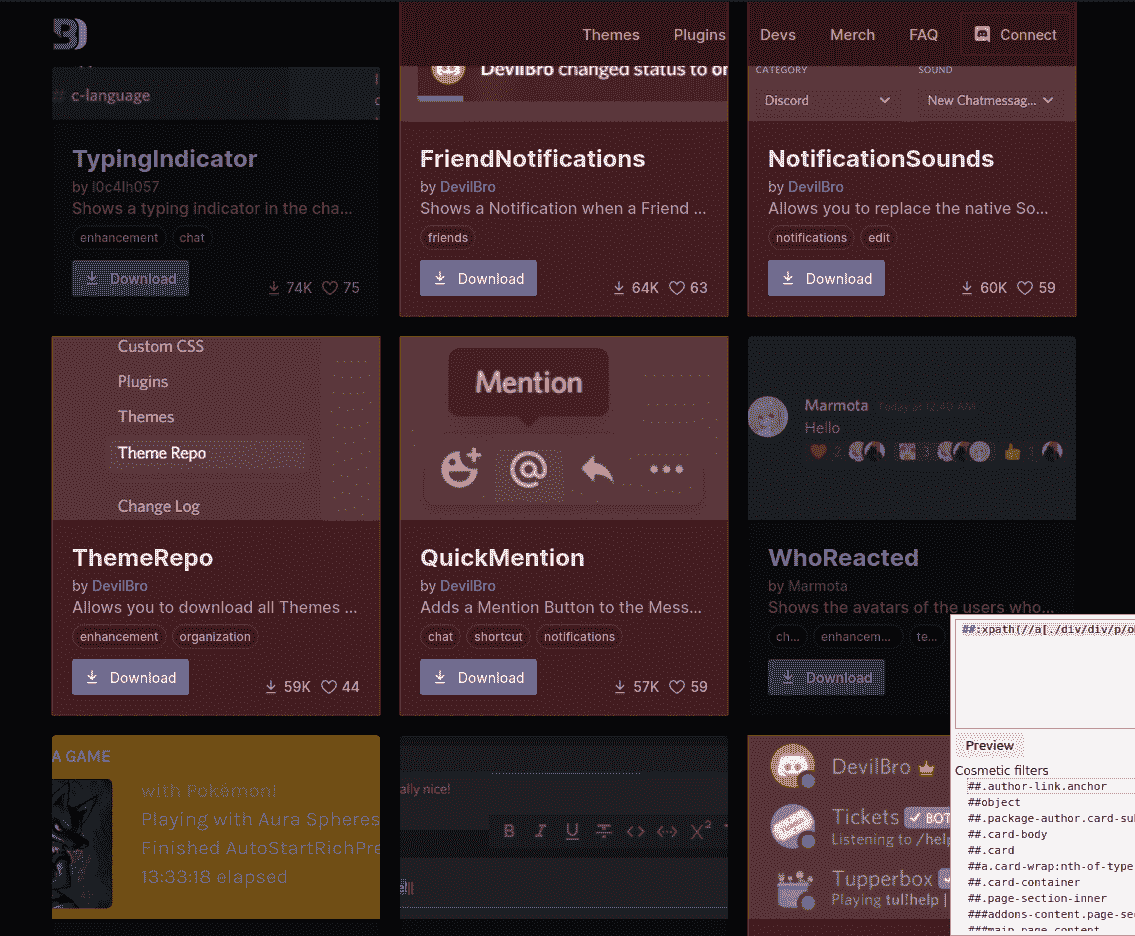 Themes Plugins Devs Merch FAQ Connect
# c-language
DevilBro changed status to on
CATEGORY SOUND
Discord New Chatmessag...
TypingIndicator
by l0c4lh057
Shows a typing indicator in the cha...
enhancement chat
Download 74K 75
FriendNotifications
by DevilBro
Shows a Notification when a Friend ...
friends
Download 64K 63
NotificationSounds
by DevilBro
Allows you to replace the native So...
notifications edit
Download 60K 59
Custom CSS
Plugins
Themes
Theme Repo
Change Log
ThemeRepo
by DevilBro
Allows you to download all Themes ...
enhancement organization
Download 59K 44
Mention
QuickMention
by DevilBro
Adds a Mention Button to the Mess...
chat shortcut notifications
Download 57K 59
Marmota Today at 12:40 AM
Hello
2 3 1
WhoReacted
by Marmota
Shows the avatars of the users who...
ch... enhancem... te...
Download
A GAME
with Pokémon!
Playing with Aura Spheres
Finished AutoStartRichPre
13:33:18 elapsed
ally nice!
B I U X²
DevilBro
Tickets BOT
Listening to /help
Tupperbox
Playing tul!help |
##:xpath(//a[./div/div/p/o
Preview
Cosmetic filters
##.author-link.anchor
##object
##.package-author.card-su
##.card-body
##.card
##a.card-wrap:nth-of-type
##.card-container
##.page-section-inner
###addons-content.page-se
###main.page-content